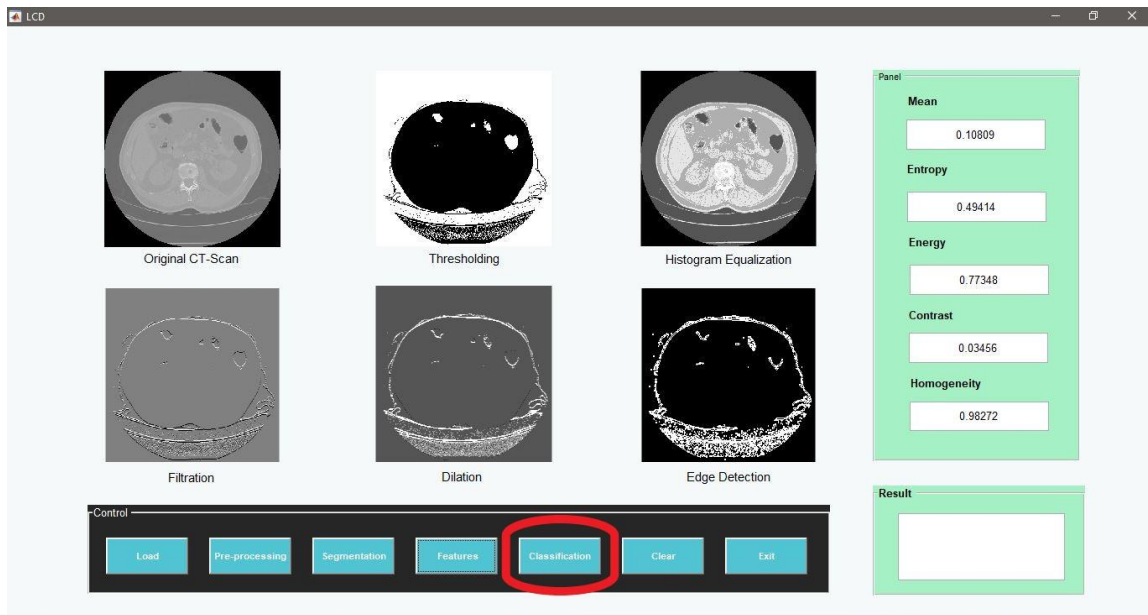 LCD
Original CT-Scan
Thresholding
Histogram Equalization
Filtration
Dilation
Edge Detection
Control
Load
Pre-processing
Segmentation
Features
Classification
Clear
Exit
Panel
Mean
0.10809
Entropy
0.49414
Energy
0.77348
Contrast
0.03456
Homogeneity
0.98272
Result